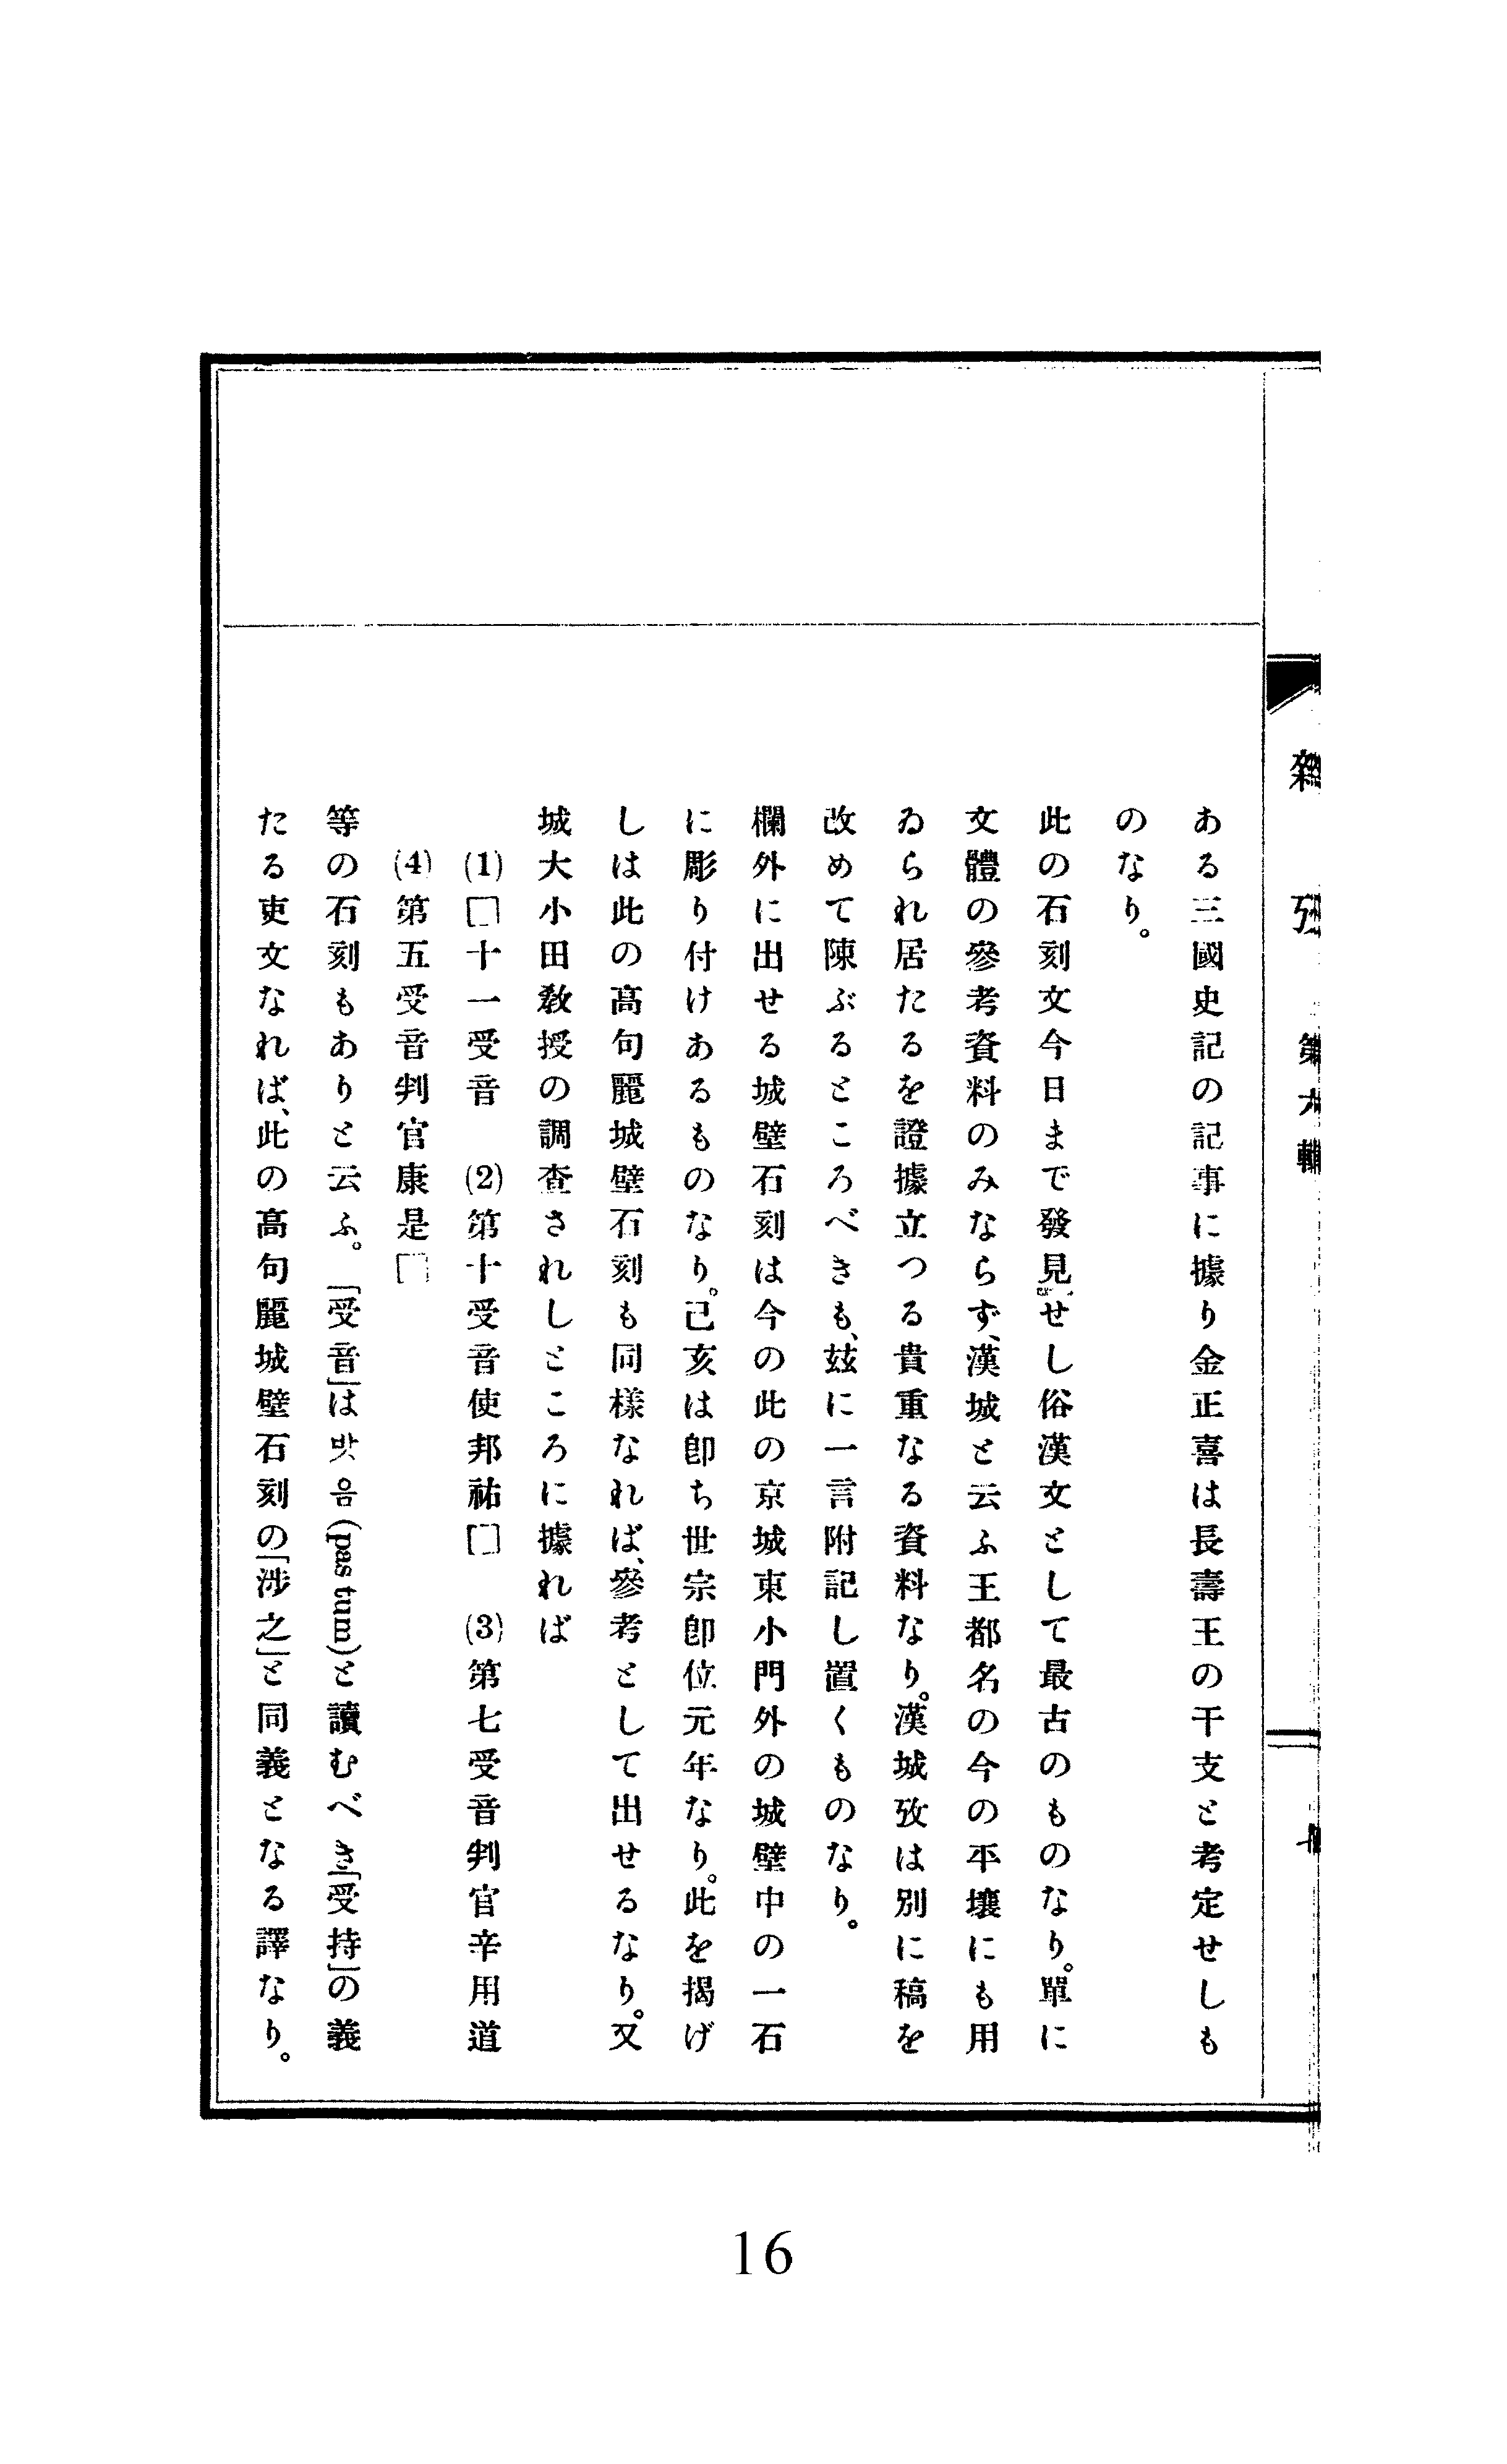 ある三國史記の記事に據り金正喜は長壽王の干支と考定せしも
のなり。
此の石刻文今日まで發見せし俗漢文として最古のものなり。單に
文體の參考資料のみならず、漢城と云ふ王都名の今の平壤にも用
ゐられ居たるを證據立つる貴重なる資料なり。漢城攷は別に稿を
改めて陳ぶるところべきも、玆に一言附記し置くものなり。
欄外に出せる城壁石刻は今の此の京城東小門外の城壁中の一石
に彫り付けあるものなり。己亥は卽ち世宗卽位元年なり。此を揭げ
しは此の高句麗城壁石刻も同樣なれば、參考として出せるなり。又
城大小田敎授の調査されしところに據れば
(1)□十一受音 (2)第十受音使邦祐□ (3)第七受音判官辛用道
(4)第五受音判官康是□
等の石刻もありと云ふ。「受音」は맛음(pas tum)と讀むべき「受持」の義
たる吏文なれば、此の高句麗城壁石刻の「涉之」と同義となる譯なり。
16